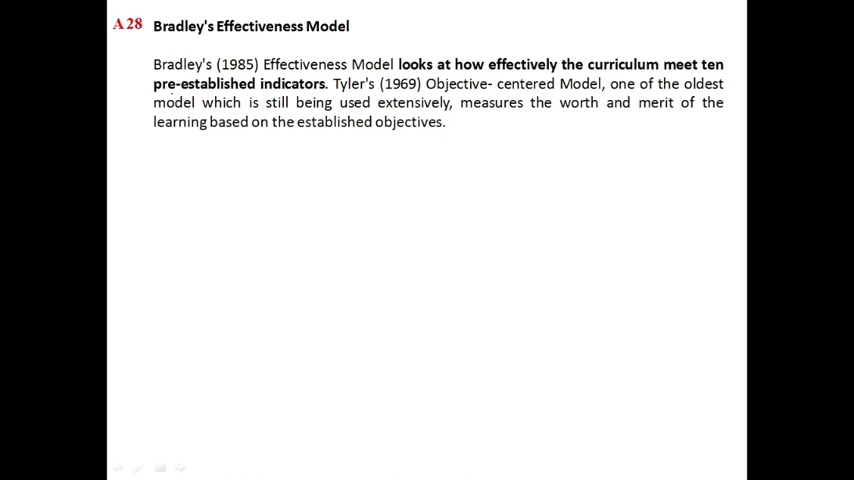 A 28 Bradley's Effectiveness Model
Bradley's (1985) Effectiveness Model looks at how effectively the curriculum meet ten
pre-established indicators. Tyler's (1969) Objective- centered Model, one of the oldest
model which is still being used extensively, measures the worth and merit of the
learning based on the established objectives.